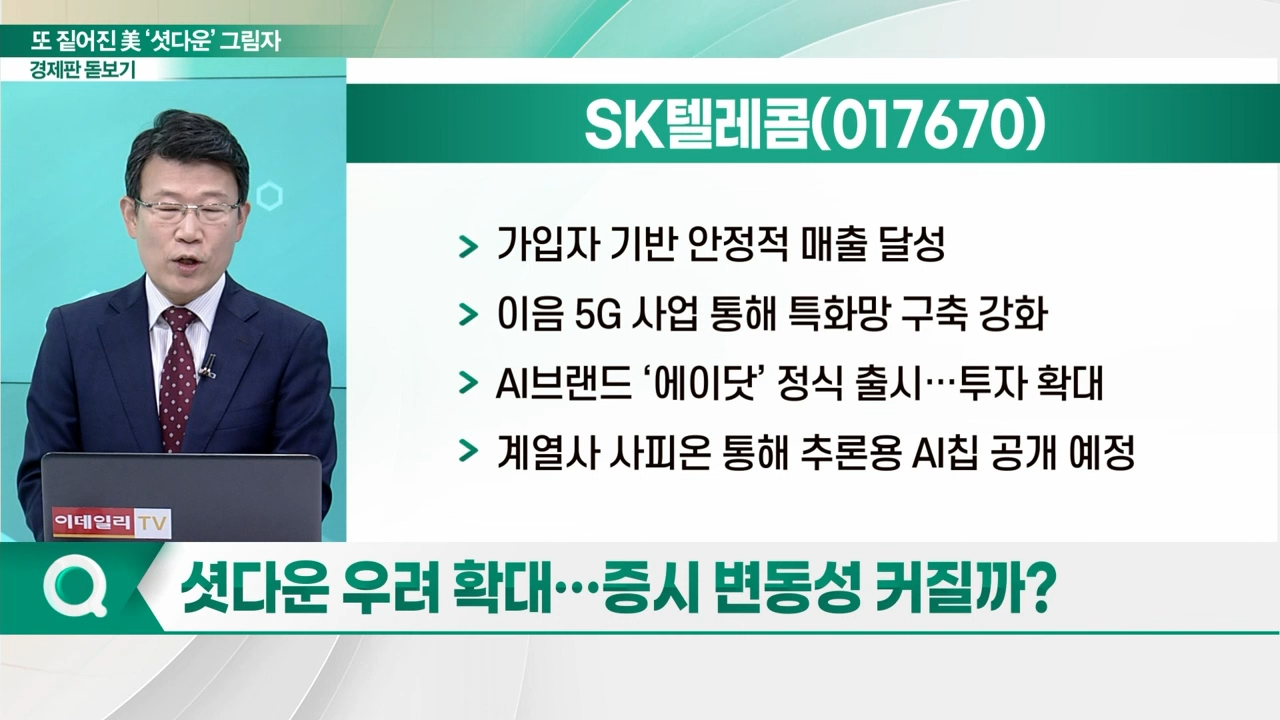 또 짙어진 美 ‘셧다운’ 그림자
경제판 돋보기
SK텔레콤(017670)
> 가입자 기반 안정적 매출 달성
> 이음 5G 사업 통해 특화망 구축 강화
> AI브랜드 ‘에이닷’ 정식 출시…투자 확대
> 계열사 사피온 통해 추론용 AI칩 공개 예정
이데일리TV
Q 셧다운 우려 확대…증시 변동성 커질까?